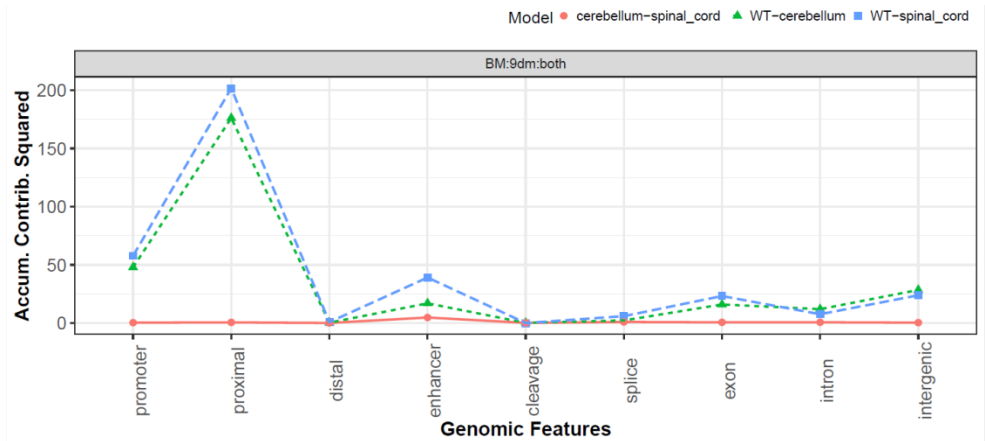 Model cerebellum-spinal_cord WT-cerebellum WT-spinal_cord
BM:9dm:both
Accum. Contrib. Squared
200
150
100
50
0
promoter
proximal
distal
enhancer
cleavage
splice
exon
intron
intergenic
Genomic Features